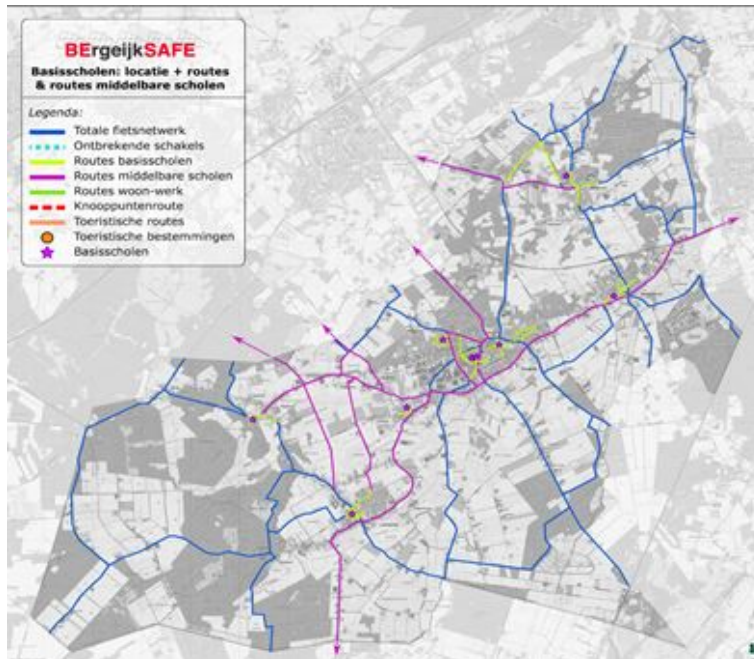 BErgeijkSAFE
Basisscholen: locatie + routes
& routes middelbare scholen
Legenda:
Totale fietsnetwerk
Ontbrekende schakels
Routes basisscholen
Routes middelbare scholen
Routes woon-werk
Knooppuntenroute
Toeristische routes
Toeristische bestemmingen
Basisscholen